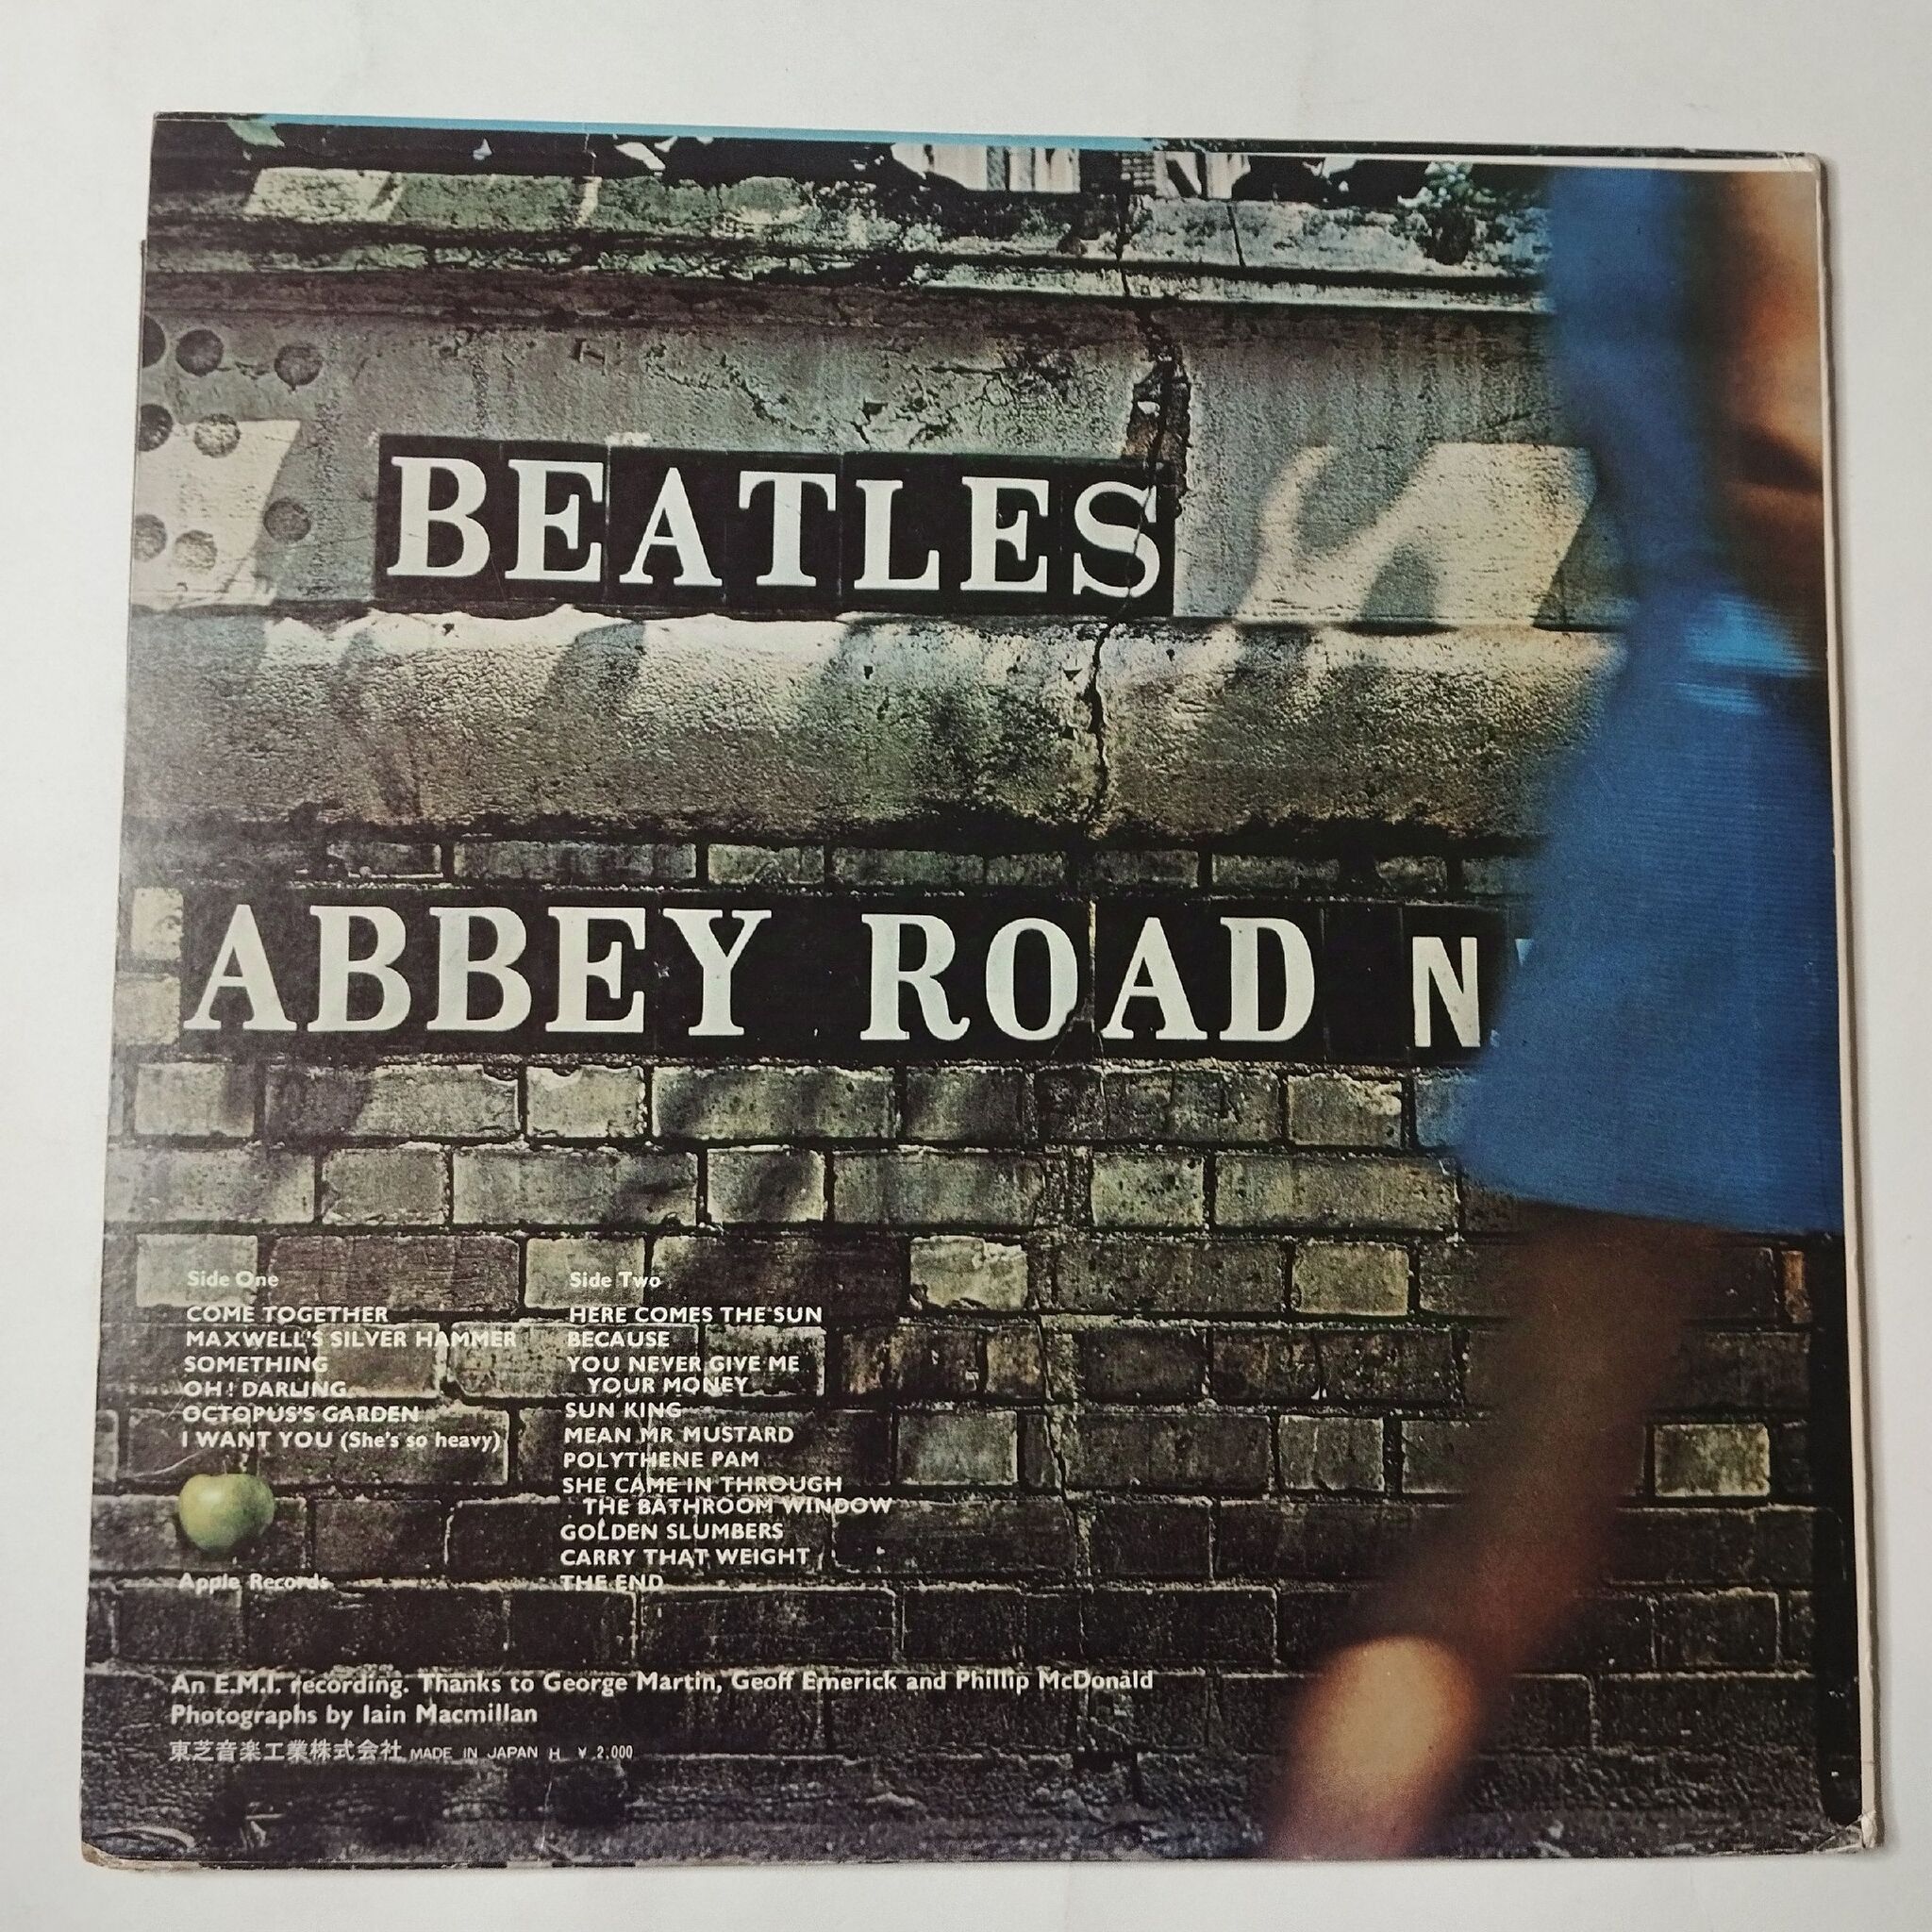 BEATLES
ABBEY ROAD N
Side One
COME TOGETHER
MAXWELL'S SILVER HAMMER
SOMETHING
OH! DARLING
OCTOPUS'S GARDEN
I WANT YOU (She's so heavy)
Apple Records
Side Two
HERE COMES THE SUN
BECAUSE
YOU NEVER GIVE ME
YOUR MONEY
SUN KING
MEAN MR MUSTARD
POLYTHENE PAM
SHE CAME IN THROUGH
THE BATHROOM WINDOW
GOLDEN SLUMBERS
CARRY THAT WEIGHT
THE END
An E.M.I. recording. Thanks to George Martin, Geoff Emerick and Phillip McDonald
Photographs by Iain Macmillan
東芝音楽工業株式会社 MADE IN JAPAN H ¥ 2,000